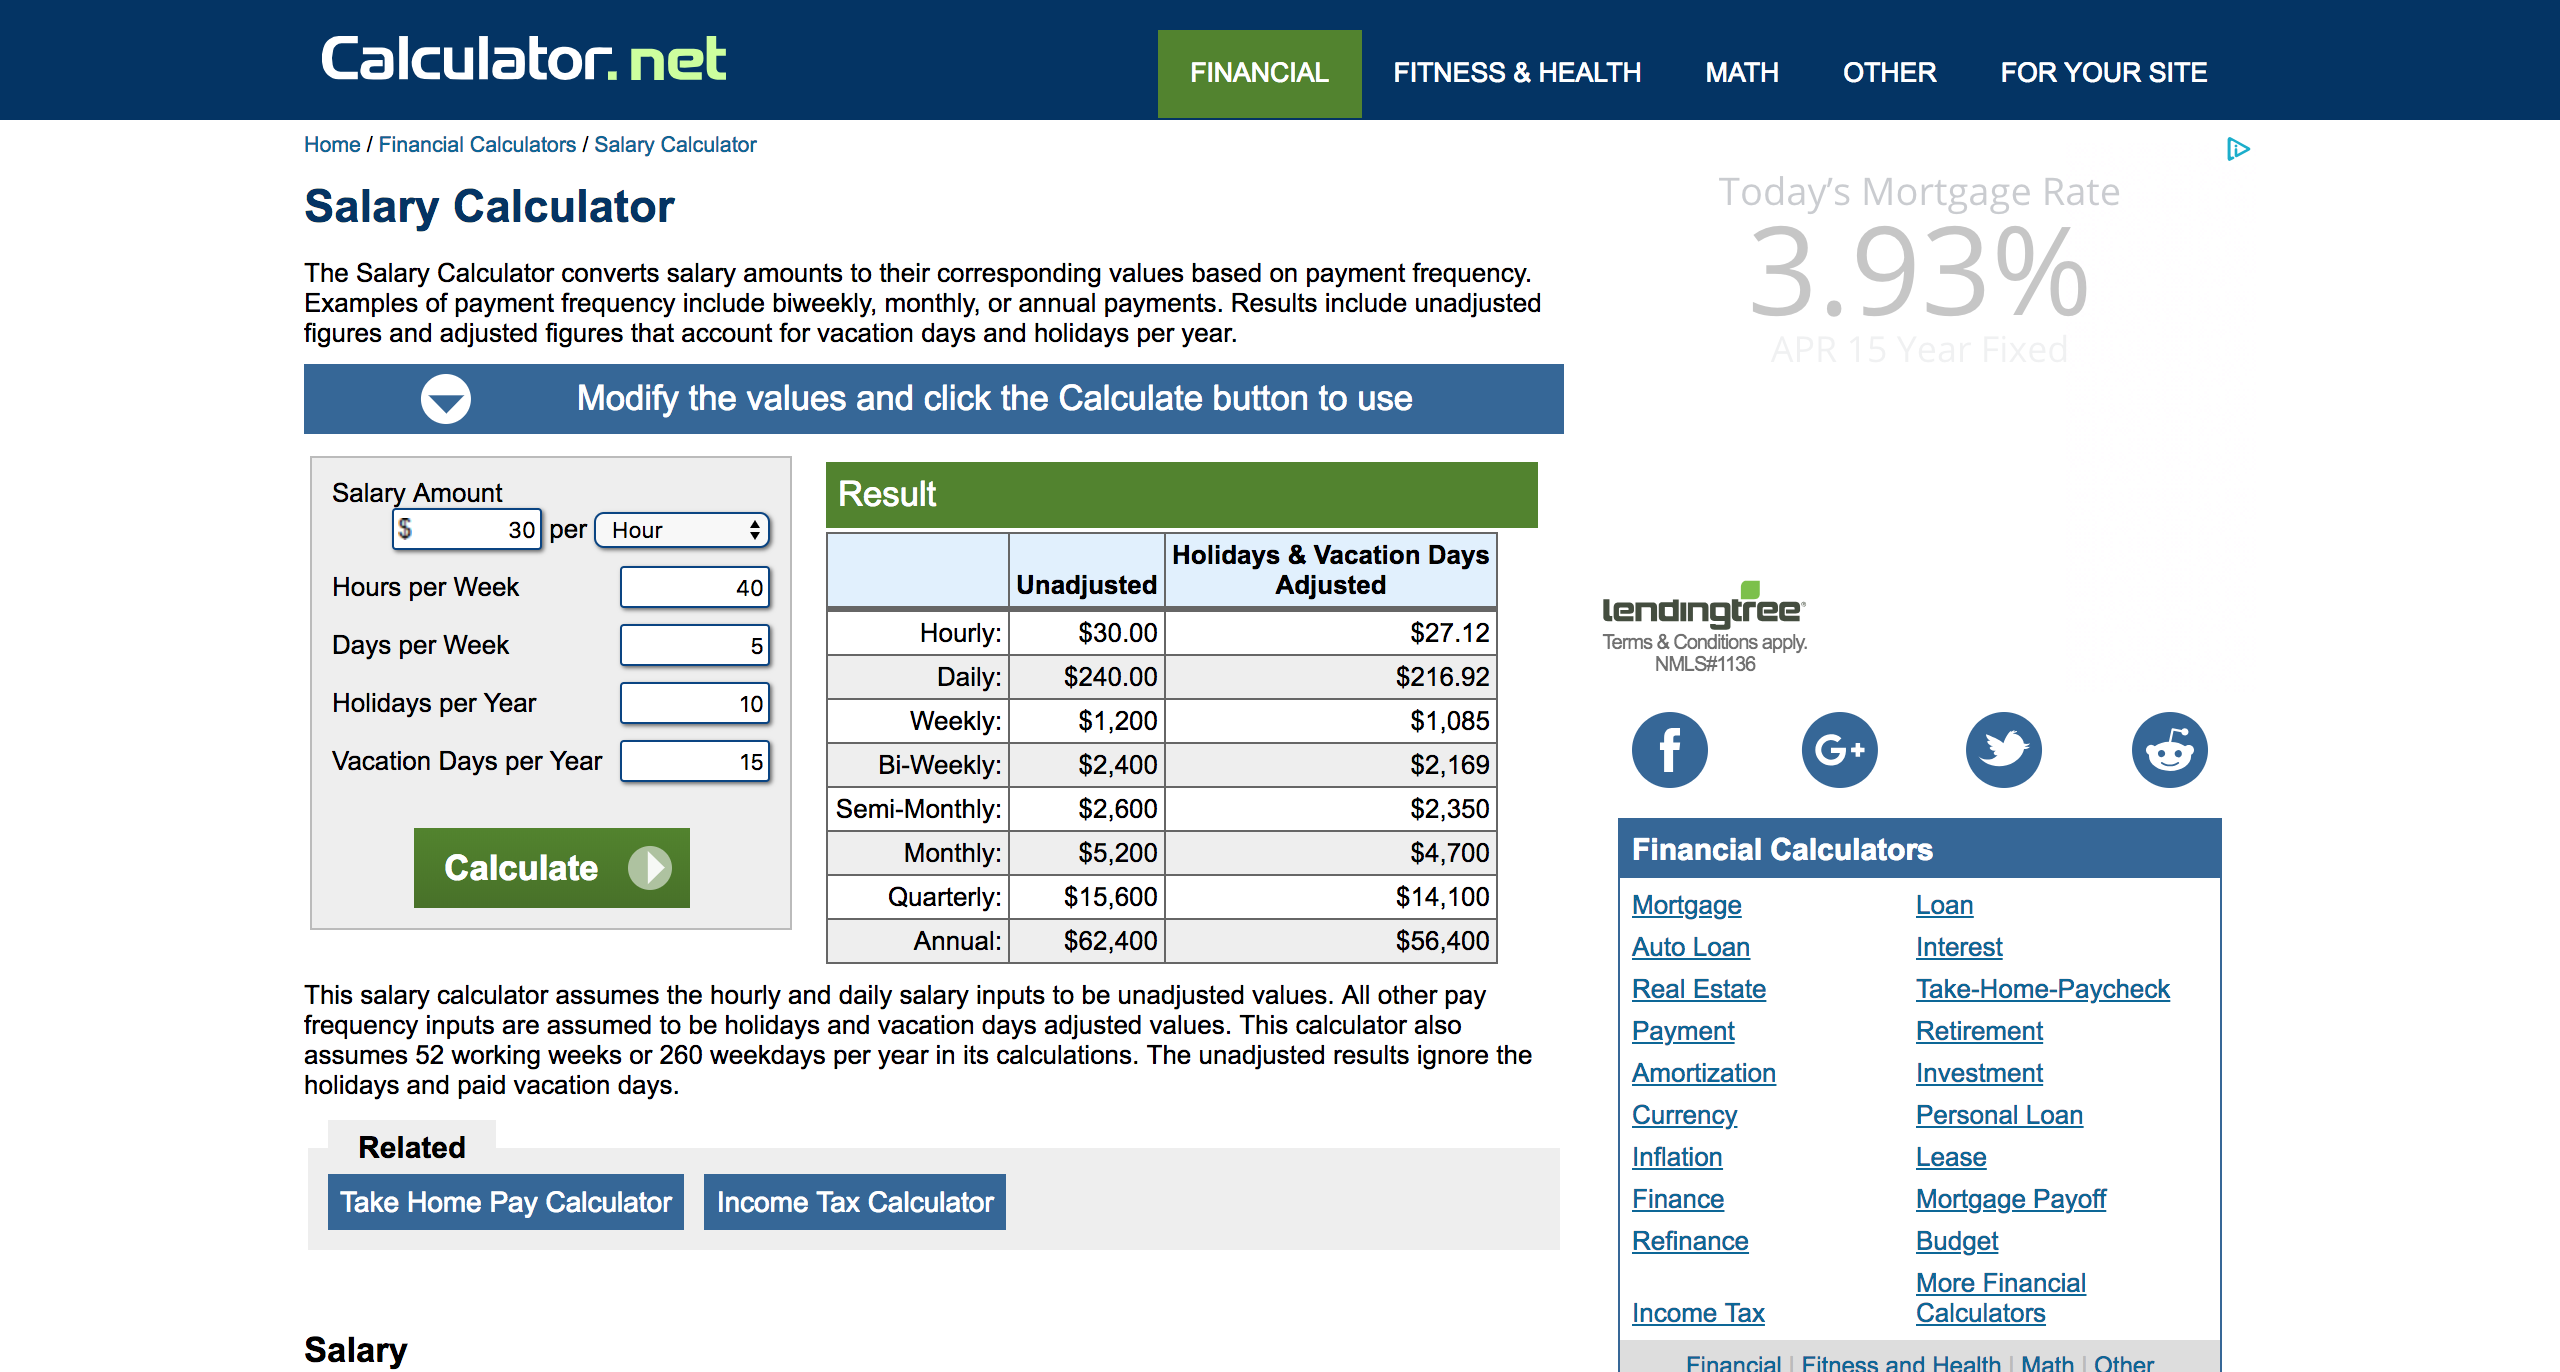 Calculator.net
FINANCIAL FITNESS & HEALTH MATH OTHER FOR YOUR SITE
Home / Financial Calculators / Salary Calculator
Salary Calculator
The Salary Calculator converts salary amounts to their corresponding values based on payment frequency.
Examples of payment frequency include biweekly, monthly, or annual payments. Results include unadjusted
figures and adjusted figures that account for vacation days and holidays per year.
Modify the values and click the Calculate button to use
Salary Amount
$ 30 per Hour
Hours per Week 40
Days per Week 5
Holidays per Year 10
Vacation Days per Year 15
Calculate
Result
Unadjusted Holidays & Vacation Days
Adjusted
Hourly: $30.00 $27.12
Daily: $240.00 $216.92
Weekly: $1,200 $1,085
Bi-Weekly: $2,400 $2,169
Semi-Monthly: $2,600 $2,350
Monthly: $5,200 $4,700
Quarterly: $15,600 $14,100
Annual: $62,400 $56,400
This salary calculator assumes the hourly and daily salary inputs to be unadjusted values. All other pay
frequency inputs are assumed to be holidays and vacation days adjusted values. This calculator also
assumes 52 working weeks or 260 weekdays per year in its calculations. The unadjusted results ignore the
holidays and paid vacation days.
Related
Take Home Pay Calculator Income Tax Calculator
Salary
Today's Mortgage Rate
3.93%
APR 15 Year Fixed
lendingtree
Terms & Conditions apply.
NMLS#1136
Financial Calculators
Mortgage Loan
Auto Loan Interest
Real Estate Take-Home-Paycheck
Payment Retirement
Amortization Investment
Currency Personal Loan
Inflation Lease
Finance Mortgage Payoff
Refinance Budget
Income Tax More Financial
Calculators
Financial | Fitness and Health | Math | Other